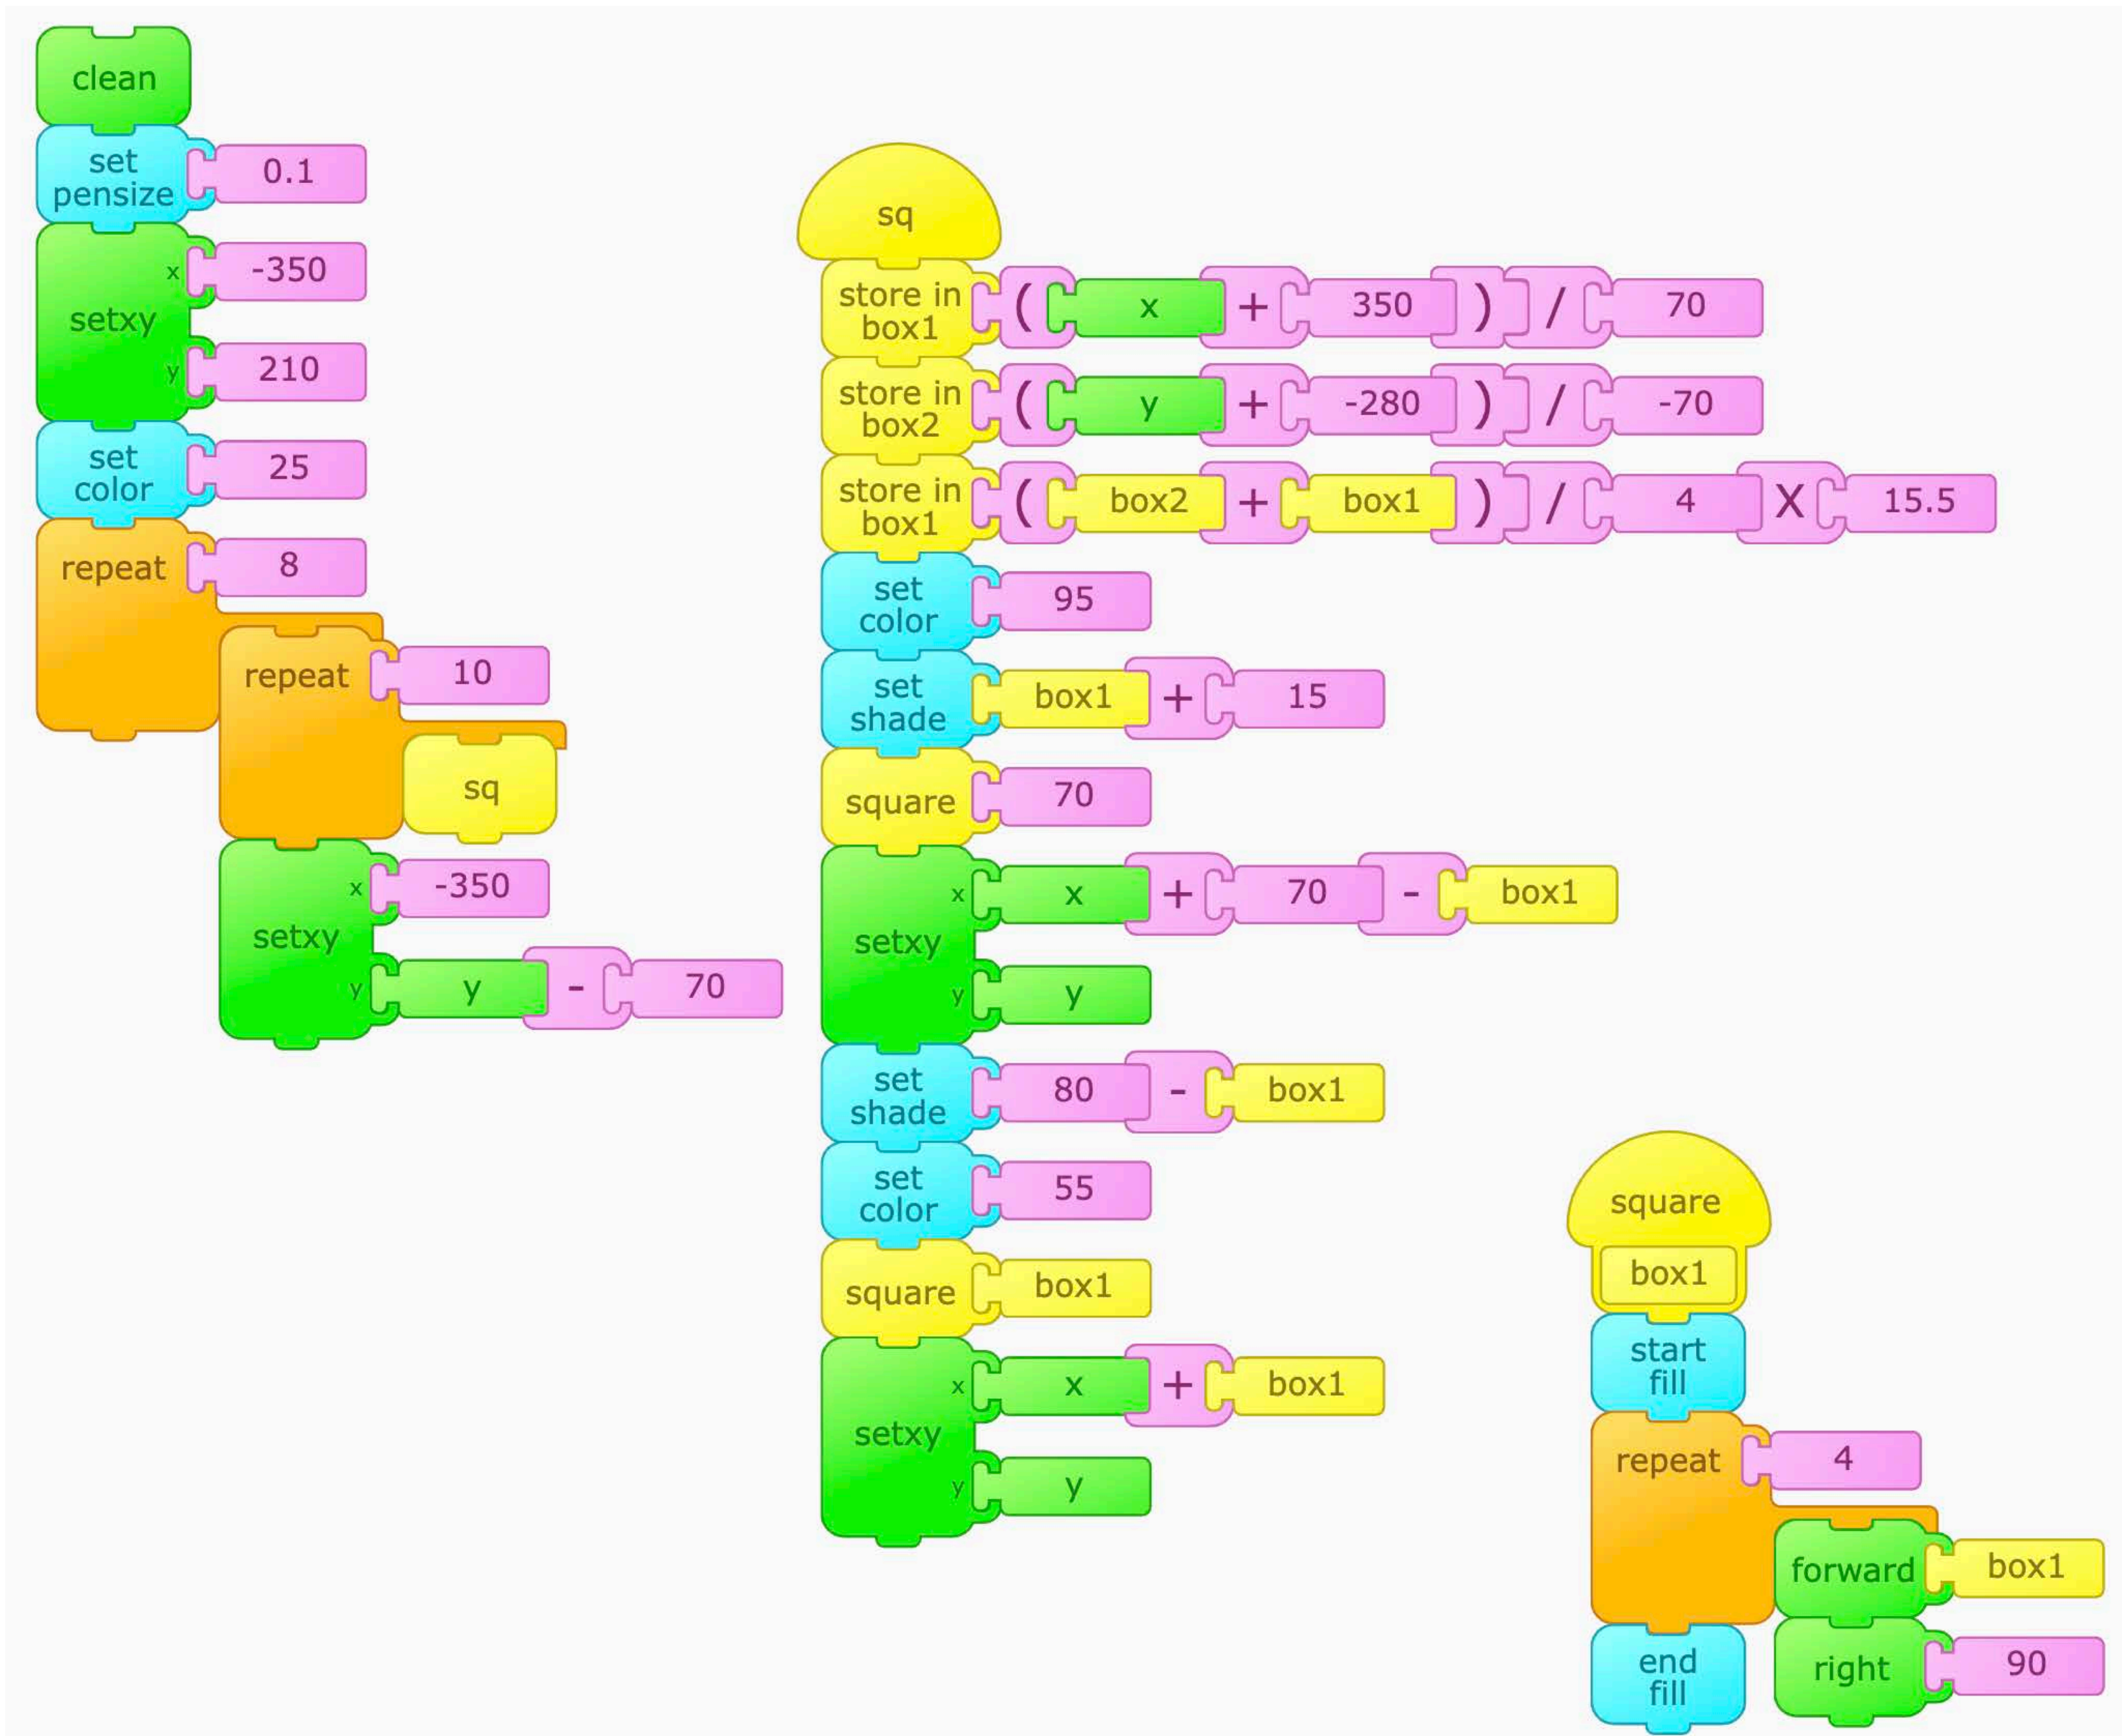 clean
set
pensize 0.1
setxy x -350
y 210
set
color 25
repeat 8
repeat 10
sq
setxy x -350
y y - 70
sq
store in
box1 ( x + 350 ) / 70
store in
box2 ( y + -280 ) / -70
store in
box1 ( box2 + box1 ) / 4 X 15.5
set
color 95
set
shade box1 + 15
square 70
setxy x x + 70 - box1
y y
set
shade 80 - box1
set
color 55
square box1
setxy x x + box1
y y
square
box1
start
fill
repeat 4
forward box1
right 90
end
fill